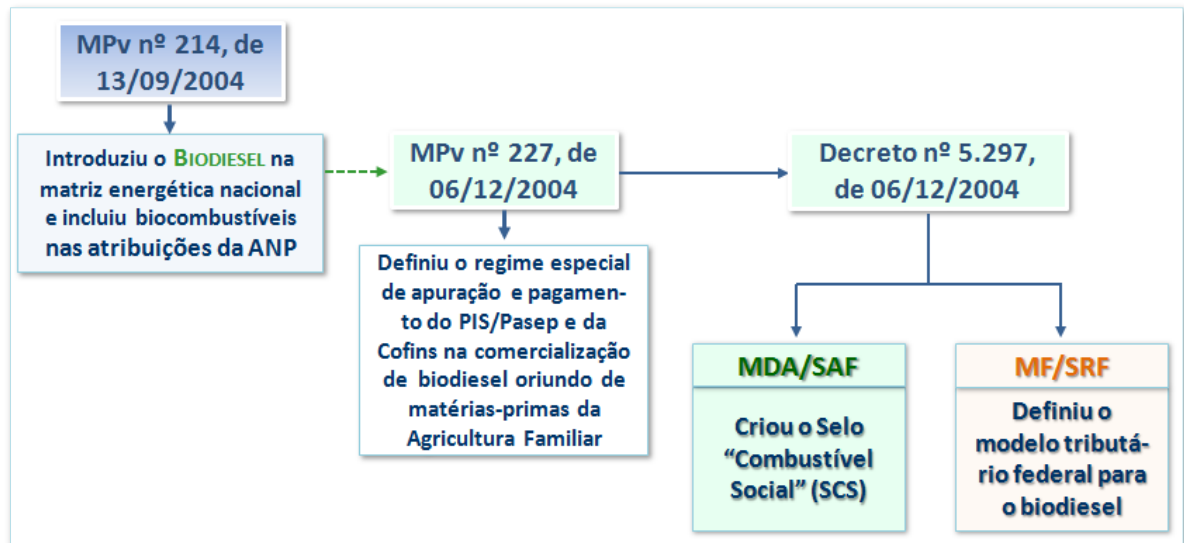 MPv nº 214, de
13/09/2004
Introduziu o BIODIESEL na
matriz energética nacional
e incluiu biocombustíveis
nas atribuições da ANP
MPv nº 227, de
06/12/2004
Definiu o regime especial
de apuração e pagamen-
to do PIS/Pasep e da
Cofins na comercialização
de biodiesel oriundo de
matérias-primas da
Agricultura Familiar
Decreto nº 5.297,
de 06/12/2004
MDA/SAF
Criou o Selo
“Combustível
Social” (SCS)
MF/SRF
Definiu o
modelo tributá-
rio federal para
o biodiesel